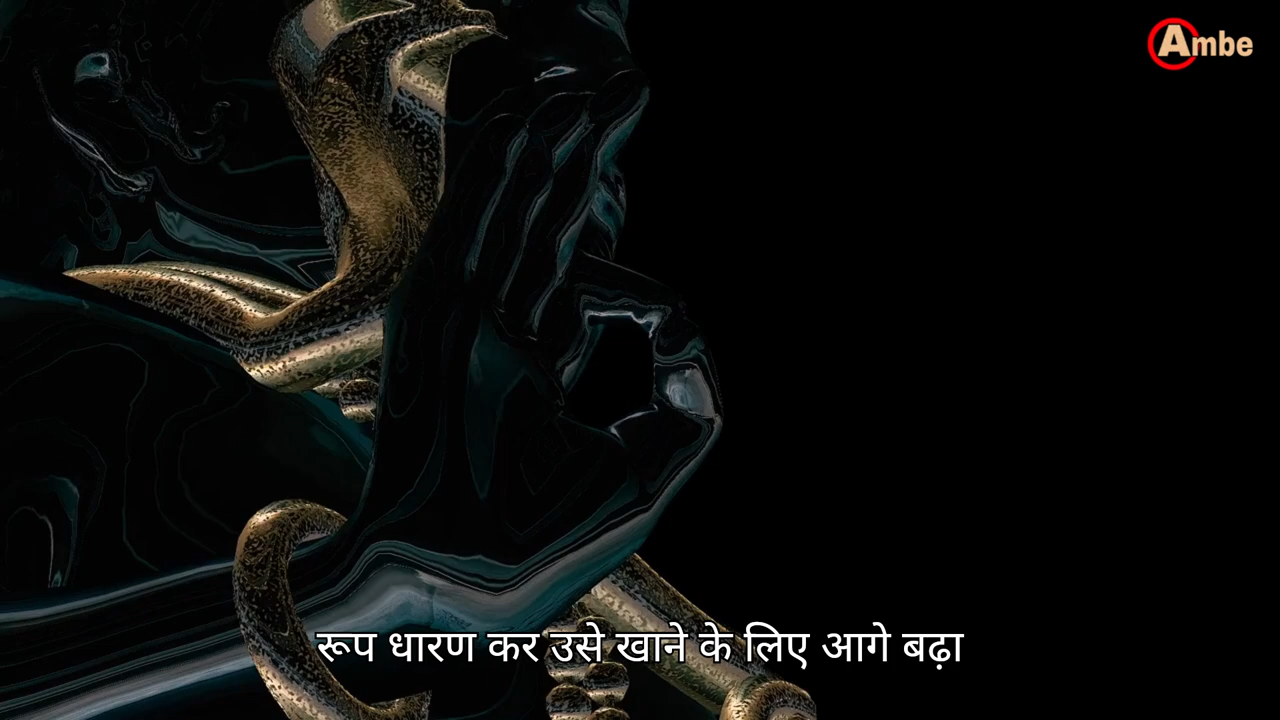 Ambe
रूप धारण कर उसे खाने के लिए आगे बढ़ा